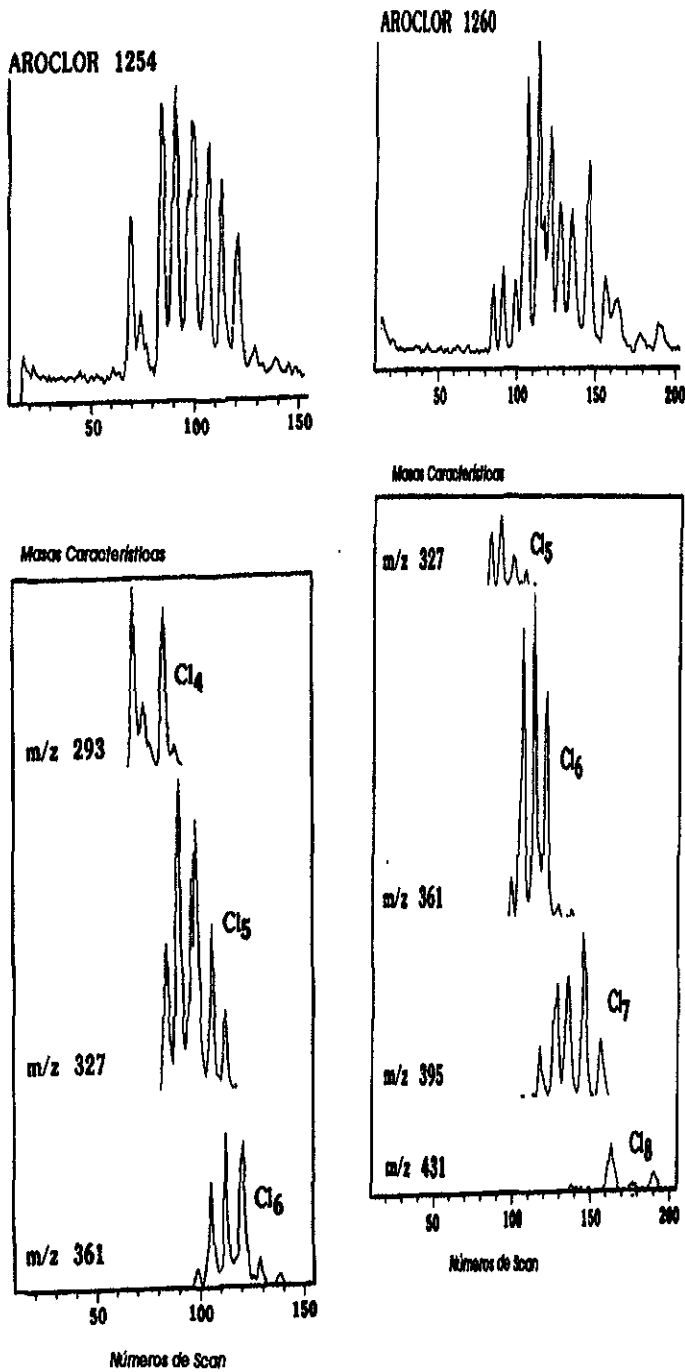 AROCLOR 1254
50 100 150
Masas Características
Cl4
m/z 293
Cl5
m/z 327
Cl6
m/z 361
50 100 150
Números de Scan
AROCLOR 1260
50 100 150 200
Masas Características
m/z 327
Cl5
Cl6
m/z 361
Cl7
m/z 395
Cl8
m/z 431
50 100 150 200
Números de Scan